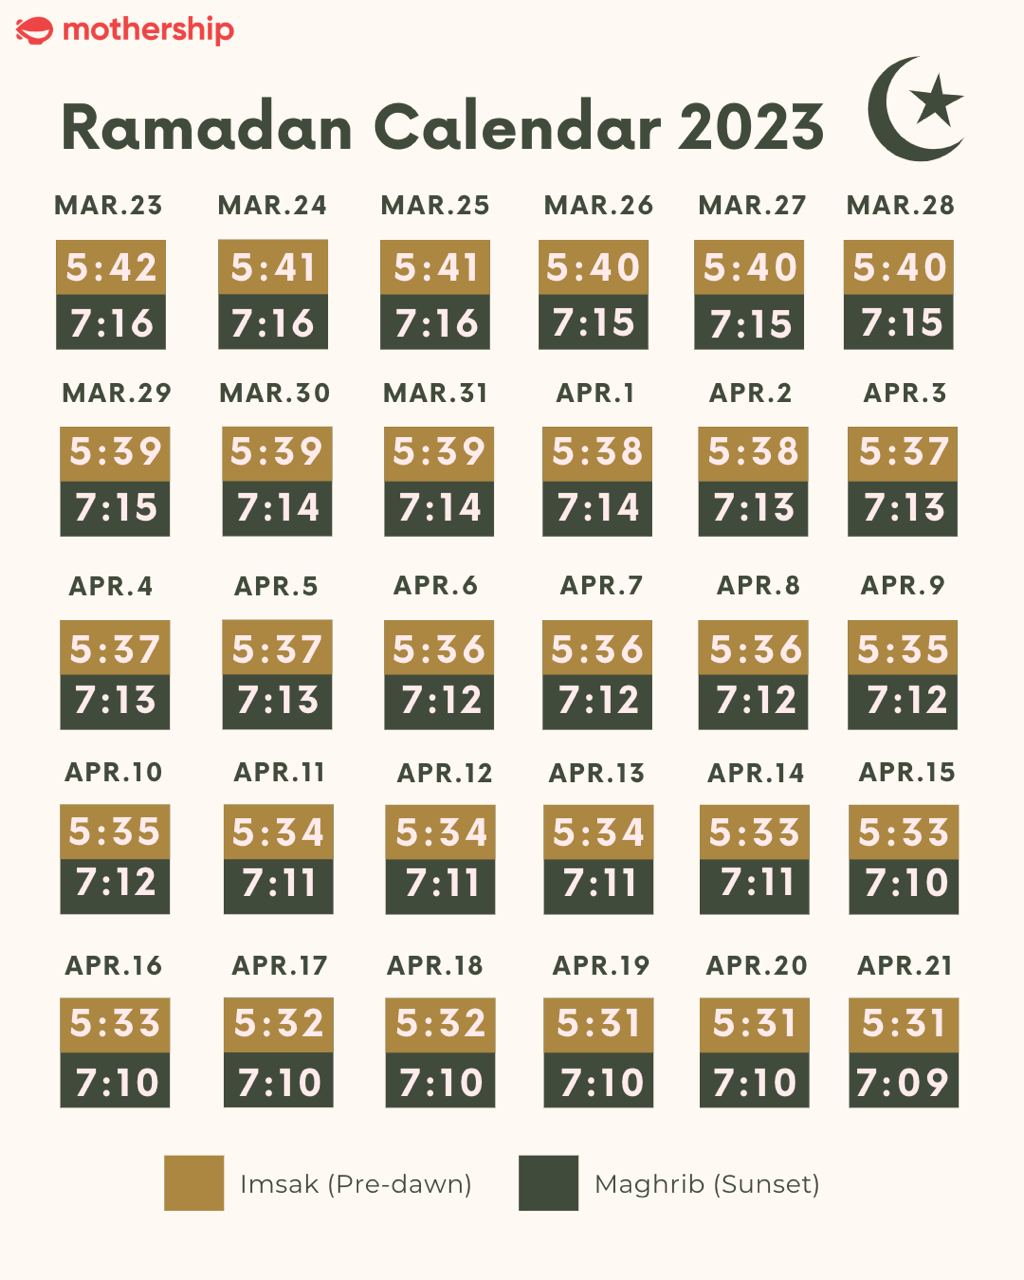 mothership
Ramadan Calendar 2023
MAR.23 MAR.24 MAR.25 MAR.26 MAR.27 MAR.28
5:42 5:41 5:41 5:40 5:40 5:40
7:16 7:16 7:16 7:15 7:15 7:15
MAR.29 MAR.30 MAR.31 APR.1 APR.2 APR.3
5:39 5:39 5:39 5:38 5:38 5:37
7:15 7:14 7:14 7:14 7:13 7:13
APR.4 APR.5 APR.6 APR.7 APR.8 APR.9
5:37 5:37 5:36 5:36 5:36 5:35
7:13 7:13 7:12 7:12 7:12 7:12
APR.10 APR.11 APR.12 APR.13 APR.14 APR.15
5:35 5:34 5:34 5:34 5:33 5:33
7:12 7:11 7:11 7:11 7:11 7:10
APR.16 APR.17 APR.18 APR.19 APR.20 APR.21
5:33 5:32 5:32 5:31 5:31 5:31
7:10 7:10 7:10 7:10 7:10 7:09
Imsak (Pre-dawn) Maghrib (Sunset)